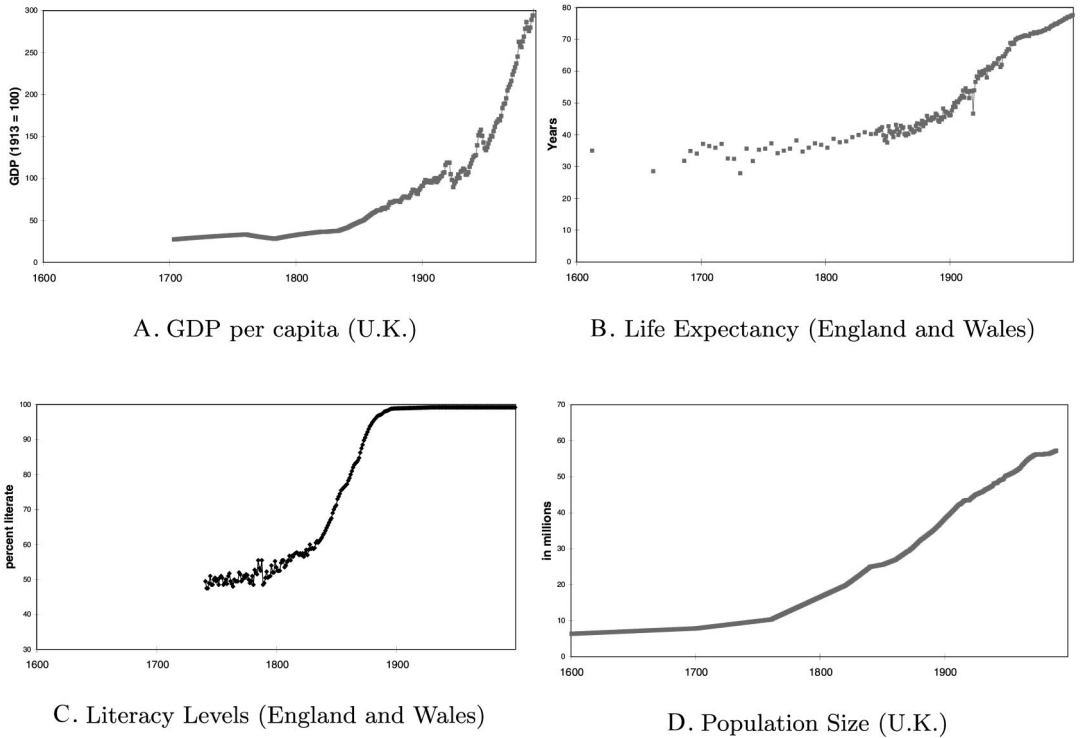 300
250
200
150
100
50
0
GDP (1913 = 100)
1600 1700 1800 1900
A. GDP per capita (U.K.)
80
70
60
50
40
30
20
10
0
Years
1600 1700 1800 1900
B. Life Expectancy (England and Wales)
100
90
80
70
60
50
40
30
percent literate
1600 1700 1800 1900
C. Literacy Levels (England and Wales)
70
60
50
40
30
20
10
0
in millions
1600 1700 1800 1900
D. Population Size (U.K.)